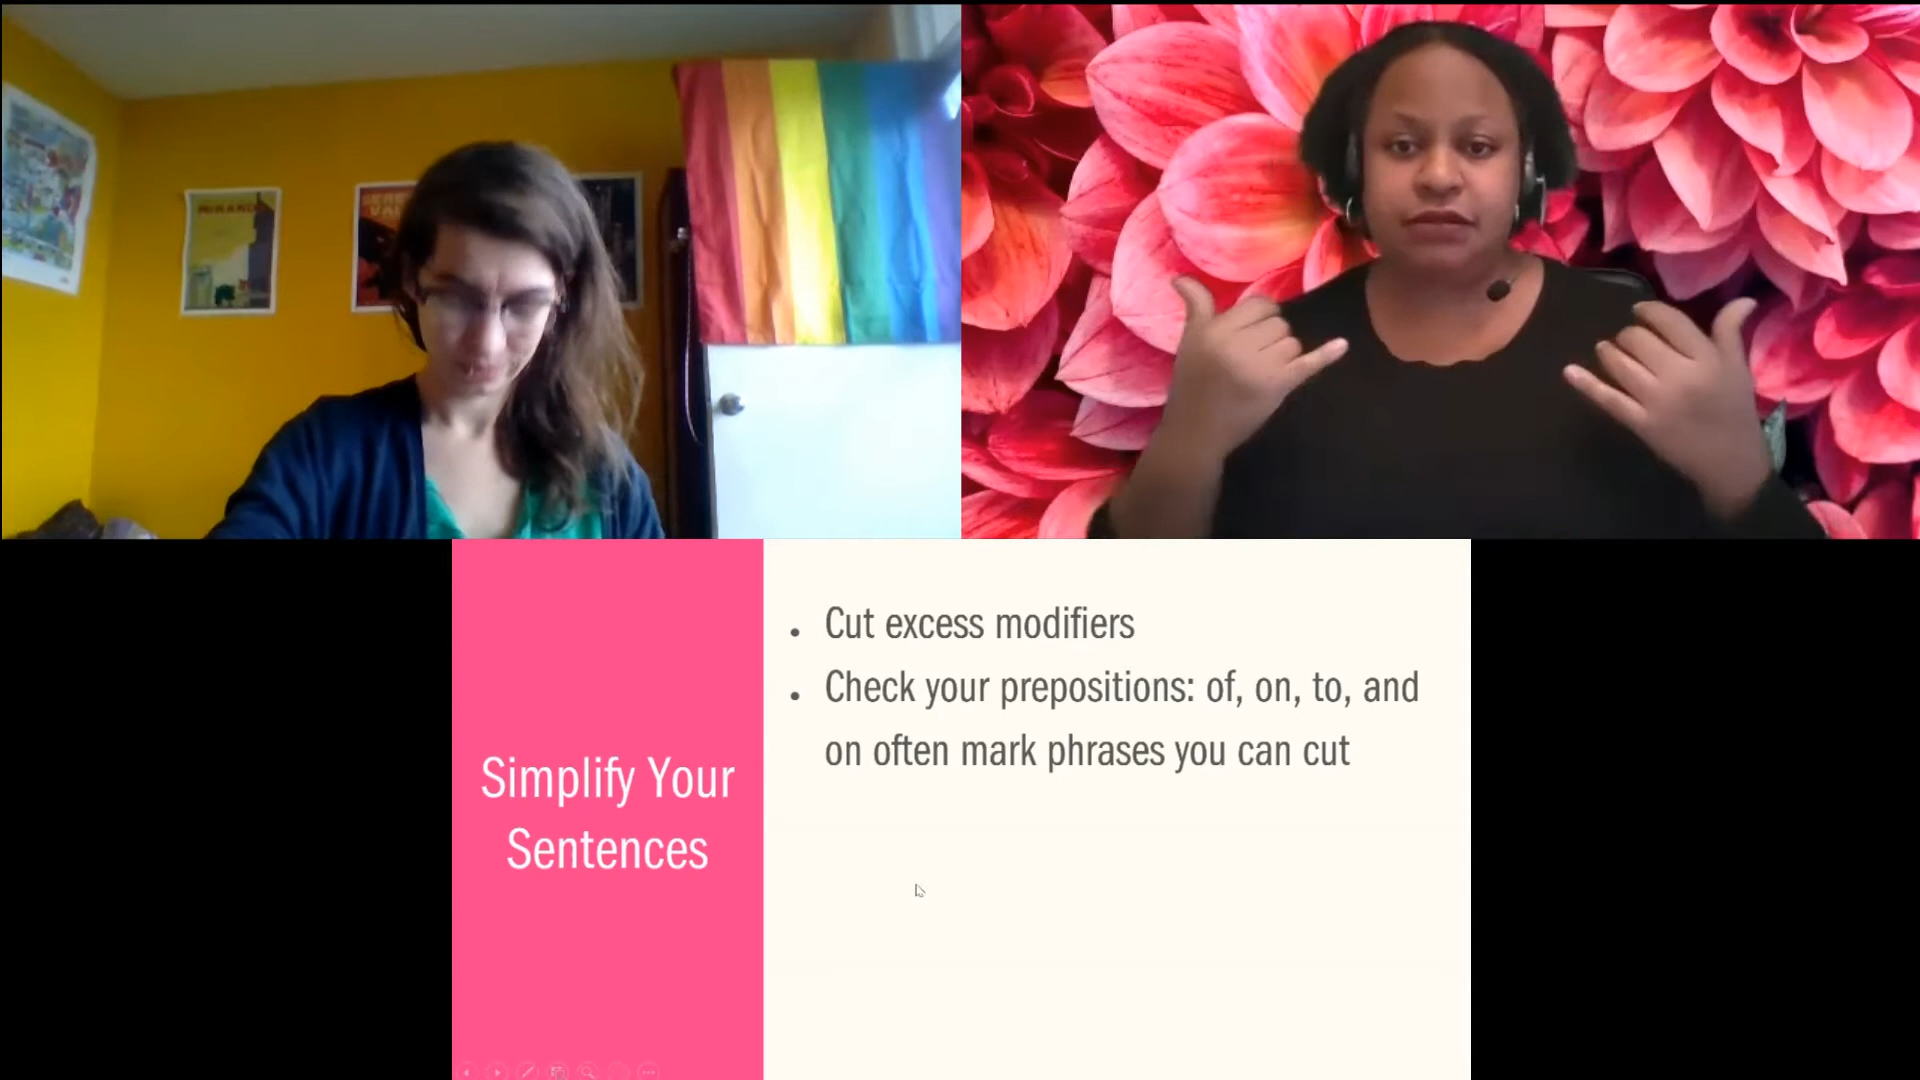 MIRANDA
Cut excess modifiers
Check your prepositions: of, on, to, and
on often mark phrases you can cut
Simplify Your
Sentences